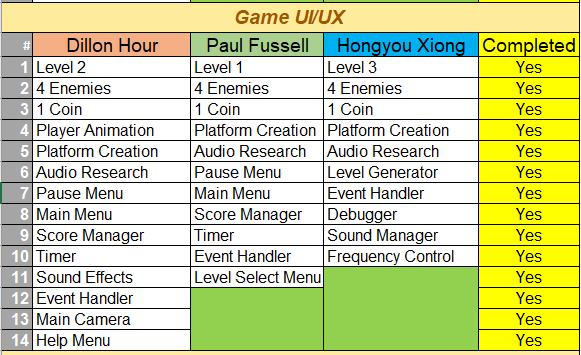 Game UI/UX
# Dillon Hour Paul Fussell Hongyou Xiong Completed
1 Level 2 Level 1 Level 3 Yes
2 4 Enemies 4 Enemies 4 Enemies Yes
3 1 Coin 1 Coin 1 Coin Yes
4 Player Animation Platform Creation Platform Creation Yes
5 Platform Creation Audio Research Audio Research Yes
6 Audio Research Pause Menu Level Generator Yes
7 Pause Menu Main Menu Event Handler Yes
8 Main Menu Score Manager Debugger Yes
9 Score Manager Timer Sound Manager Yes
10 Timer Event Handler Frequency Control Yes
11 Sound Effects Level Select Menu Yes
12 Event Handler Yes
13 Main Camera Yes
14 Help Menu Yes